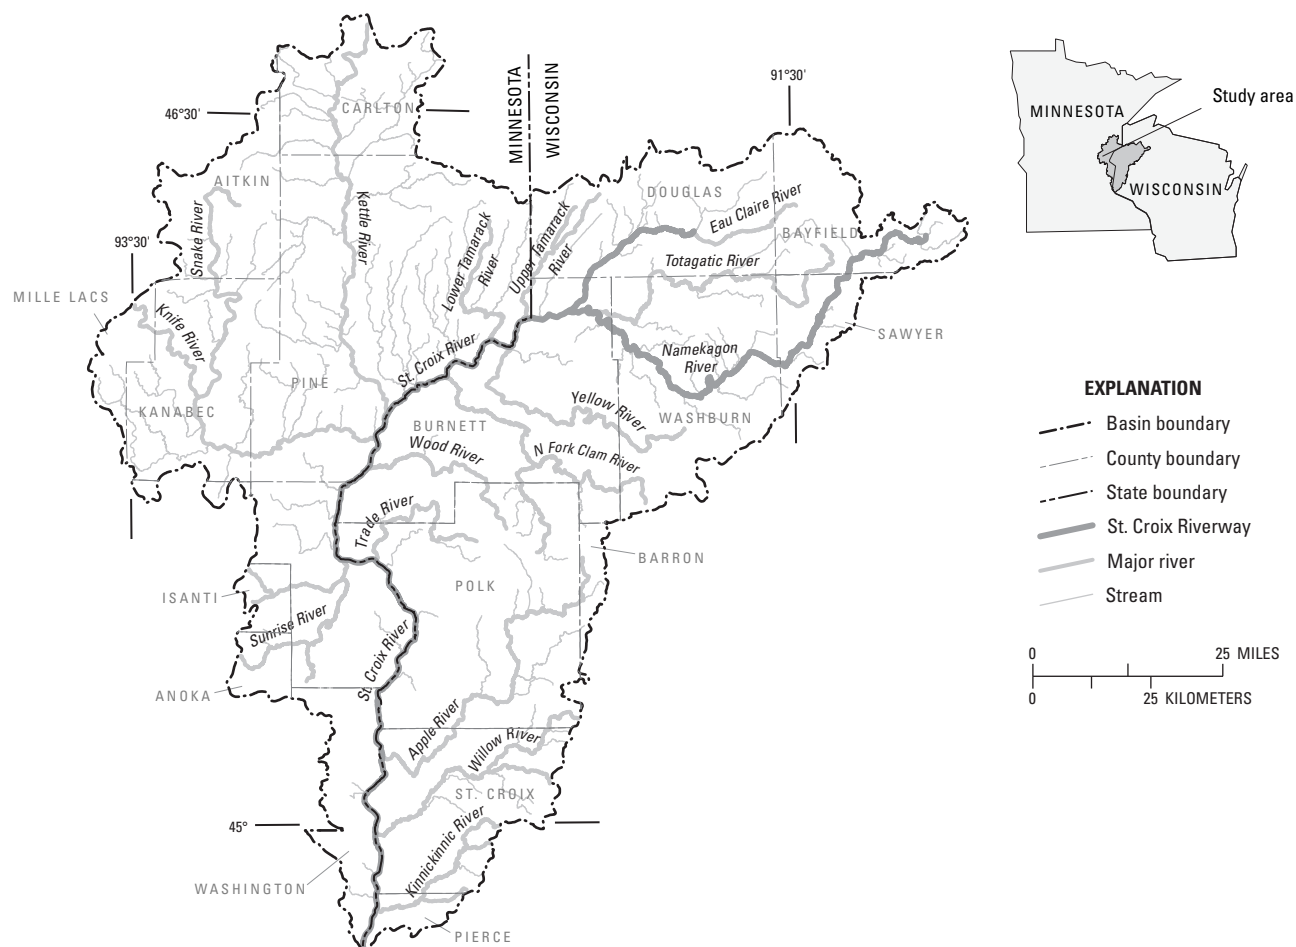 MINNESOTA
WISCONSIN
91°30'
46°30'
93°30'
45°
CARLTON
AITKIN
Snake River
Kettle River
Lower Tamarack
River
Upper Tamarack
River
DOUGLAS
Eau Claire River
BAYFIELD
Totagatic River
MILLE LACS
Knife River
St. Croix River
Namekagon
River
SAWYER
PINE
KANABEC
BURNETT
Wood River
Yellow River
WASHBURN
N Fork Clam River
Trade River
BARRON
POLK
ISANTI
Sunrise River
St. Croix River
ANOKA
Apple River
Willow River
ST. CROIX
Kinnickinnic River
WASHINGTON
PIERCE
MINNESOTA
Study area
WISCONSIN
EXPLANATION
Basin boundary
County boundary
State boundary
St. Croix Riverway
Major river
Stream
0 25 MILES
0 25 KILOMETERS